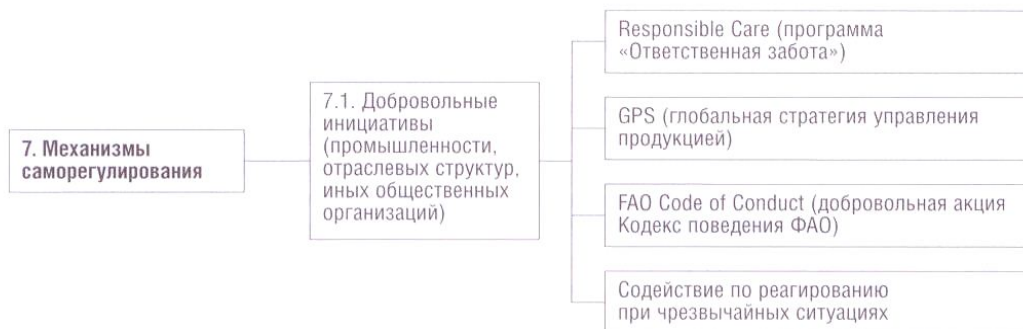 7. Механизмы
саморегулирования
7.1. Добровольные
инициативы
(промышленности,
отраслевых структур,
иных общественных
организаций)
Responsible Care (программа
«Ответственная забота»)
GPS (глобальная стратегия управления
продукцией)
FAO Code of Conduct (добровольная акция
Кодекс поведения ФАО)
Содействие по реагированию
при чрезвычайных ситуациях